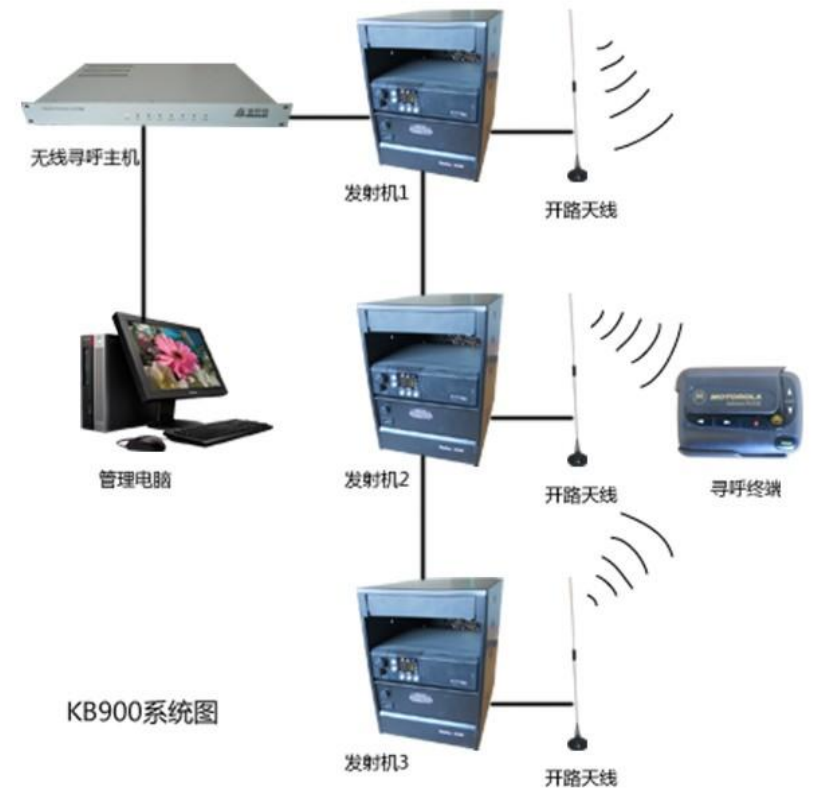 无线寻呼主机
发射机1
开路天线
管理电脑
发射机2
开路天线
MOTOROLA
寻呼终端
KB900系统图
发射机3
开路天线